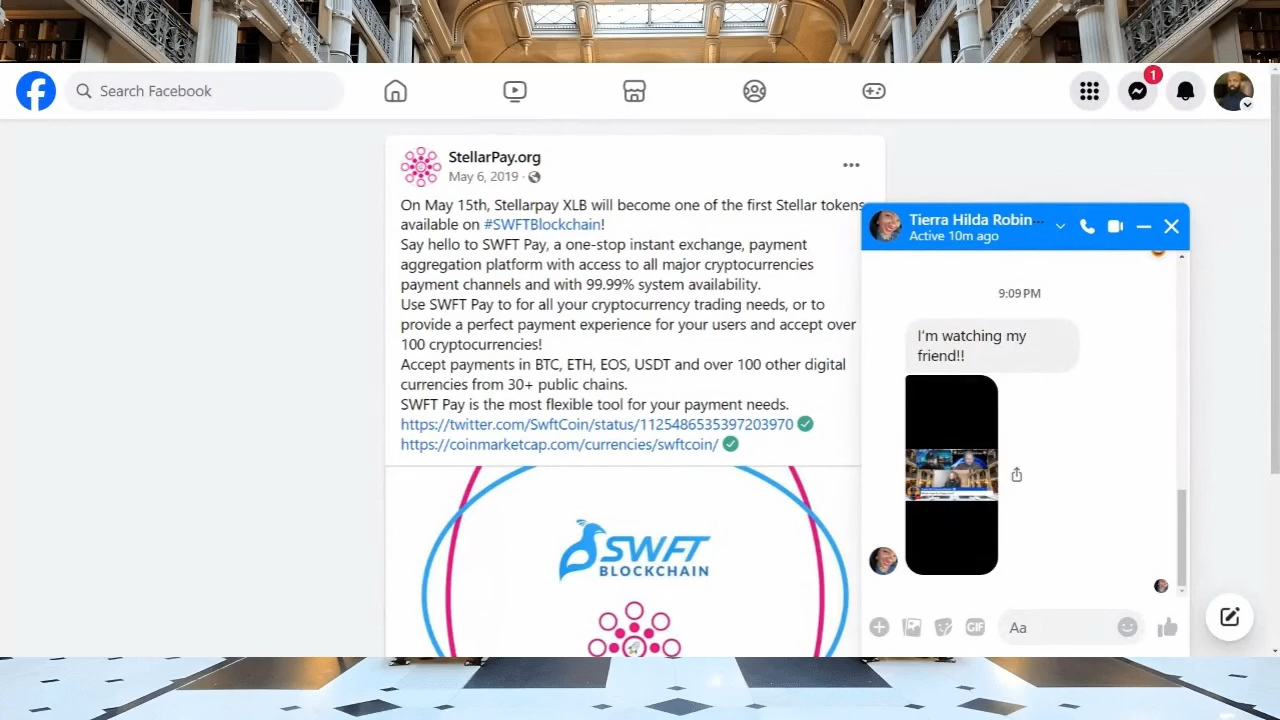 Search Facebook
1
StellarPay.org
May 6, 2019 ·
On May 15th, Stellarpay XLB will become one of the first Stellar tokens
available on #SWFTBlockchain!
Say hello to SWFT Pay, a one-stop instant exchange, payment
aggregation platform with access to all major cryptocurrencies
payment channels and with 99.99% system availability.
Use SWFT Pay to for all your cryptocurrency trading needs, or to
provide a perfect payment experience for your users and accept over
100 cryptocurrencies!
Accept payments in BTC, ETH, EOS, USDT and over 100 other digital
currencies from 30+ public chains.
SWFT Pay is the most flexible tool for your payment needs.
https://twitter.com/SwftCoin/status/1125486535397203970
https://coinmarketcap.com/currencies/swftcoin/
SWFT
BLOCKCHAIN
Tierra Hilda Robin...
Active 10m ago
9:09 PM
I'm watching my
friend!!
GIF
Aa